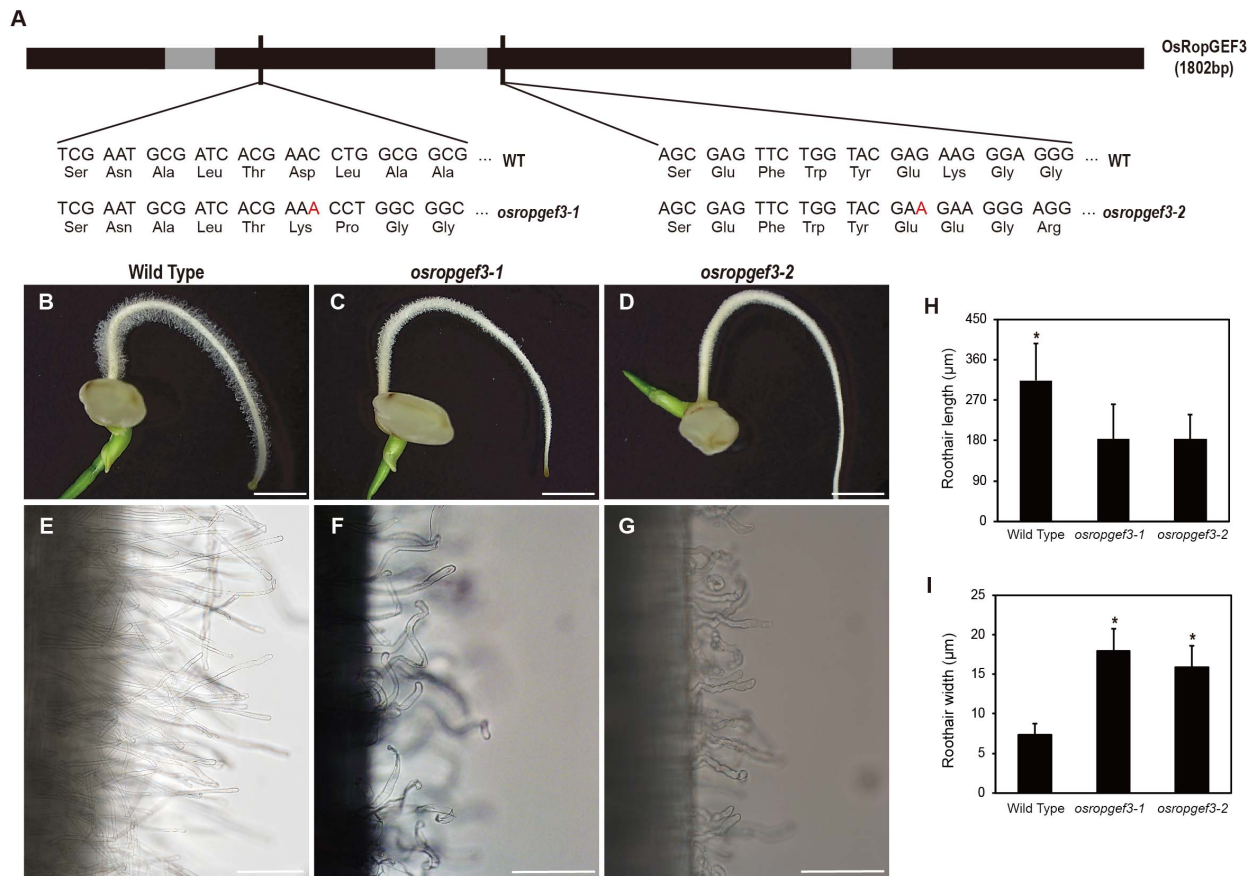 A
OsRopGEF3
(1802bp)
TCG AAT GCG ATC ACG AAC CTG GCG GCG ... WT
Ser Asn Ala Leu Thr Asp Leu Ala Ala
TCG AAT GCG ATC ACG AAA CCT GGC GGC ... osropgef3-1
Ser Asn Ala Leu Thr Lys Pro Gly Gly
AGC GAG TTC TGG TAC GAG AAG GGA GGG ... WT
Ser Glu Phe Trp Tyr Glu Lys Gly Gly
AGC GAG TTC TGG TAC GAA GAA GGG AGG ... osropgef3-2
Ser Glu Phe Trp Tyr Glu Glu Gly Arg
Wild Type osropgef3-1 osropgef3-2
B C D
E F G
H
Roothair length (µm)
450
360
270
180
90
0
*
Wild Type osropgef3-1 osropgef3-2
I
Roothair width (µm)
25
20
15
10
5
0
* *
Wild Type osropgef3-1 osropgef3-2